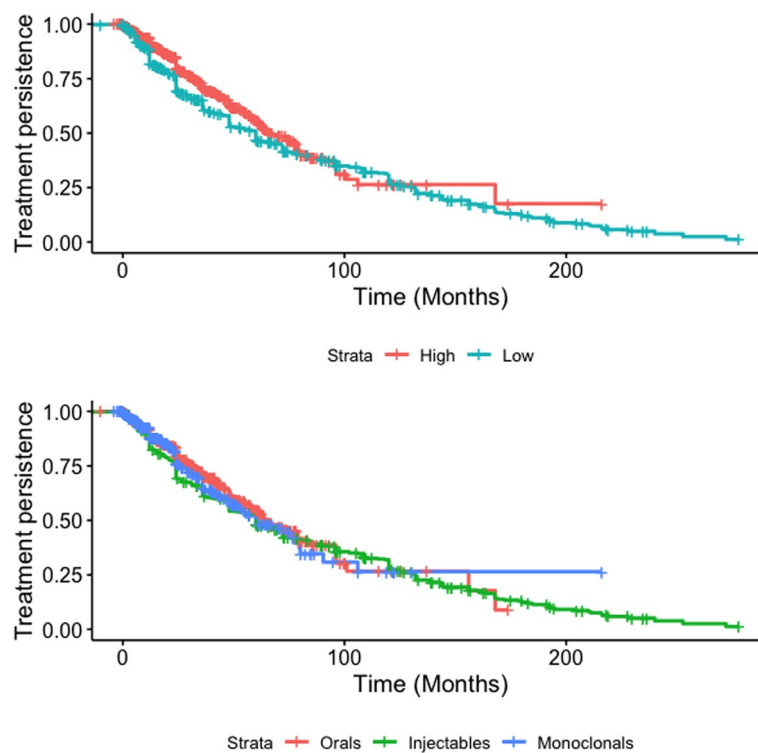 Treatment persistence
1.00
0.75
0.50
0.25
0.00
0 100 200
Time (Months)
Strata High Low
Treatment persistence
1.00
0.75
0.50
0.25
0.00
0 100 200
Time (Months)
Strata Orals Injectables Monoclonals